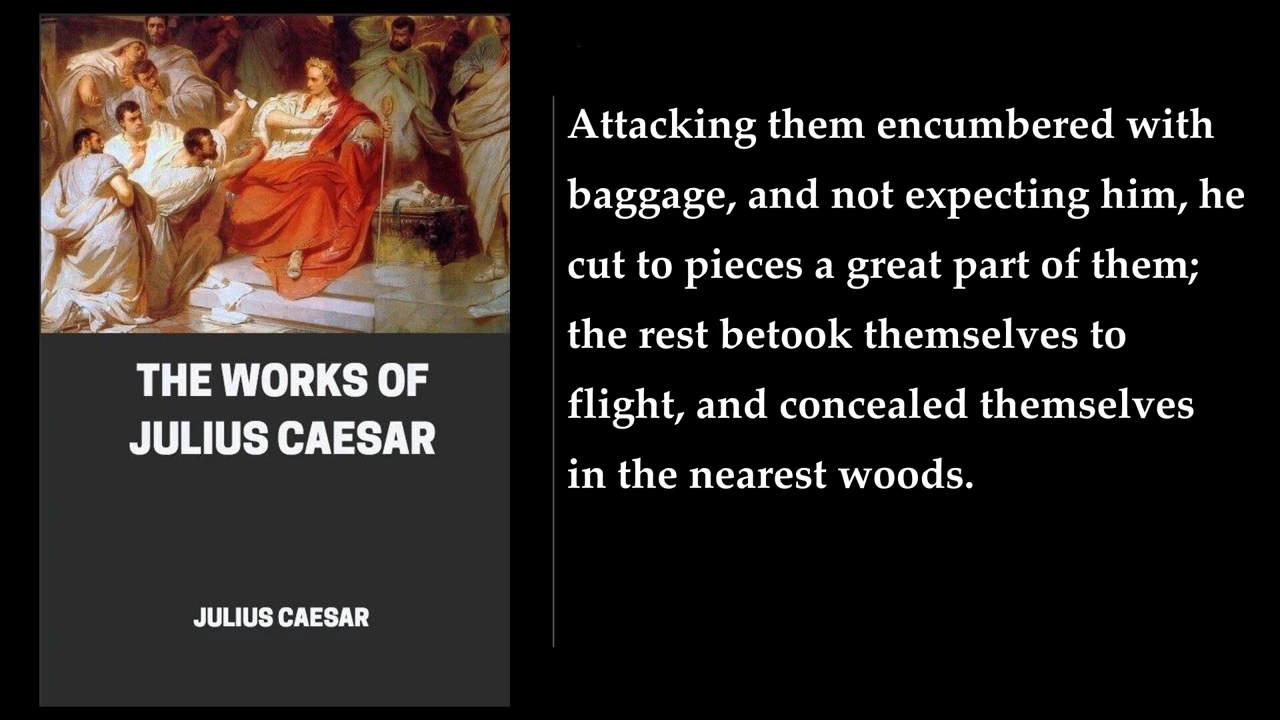 THE WORKS OF
JULIUS CAESAR
JULIUS CAESAR
Attacking them encumbered with
baggage, and not expecting him, he
cut to pieces a great part of them;
the rest betook themselves to
flight, and concealed themselves
in the nearest woods.